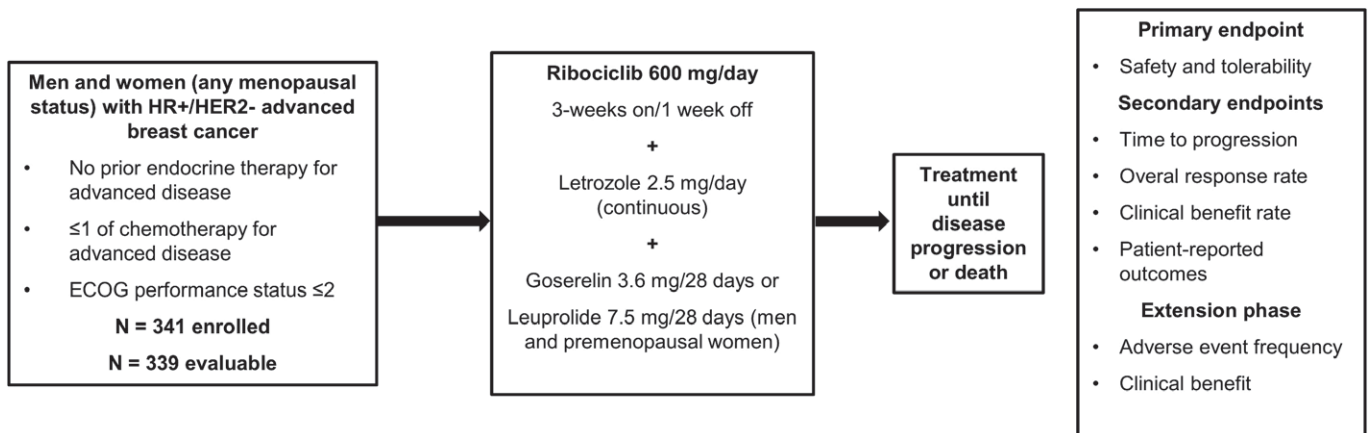 Men and women (any menopausal
status) with HR+/HER2- advanced
breast cancer
• No prior endocrine therapy for
advanced disease
• ≤1 of chemotherapy for
advanced disease
• ECOG performance status ≤2
N = 341 enrolled
N = 339 evaluable
Ribociclib 600 mg/day
3-weeks on/1 week off
+
Letrozole 2.5 mg/day
(continuous)
+
Goserelin 3.6 mg/28 days or
Leuprolide 7.5 mg/28 days (men
and premenopausal women)
Treatment
until
disease
progression
or death
Primary endpoint
• Safety and tolerability
Secondary endpoints
• Time to progression
• Overal response rate
• Clinical benefit rate
• Patient-reported
outcomes
Extension phase
• Adverse event frequency
• Clinical benefit